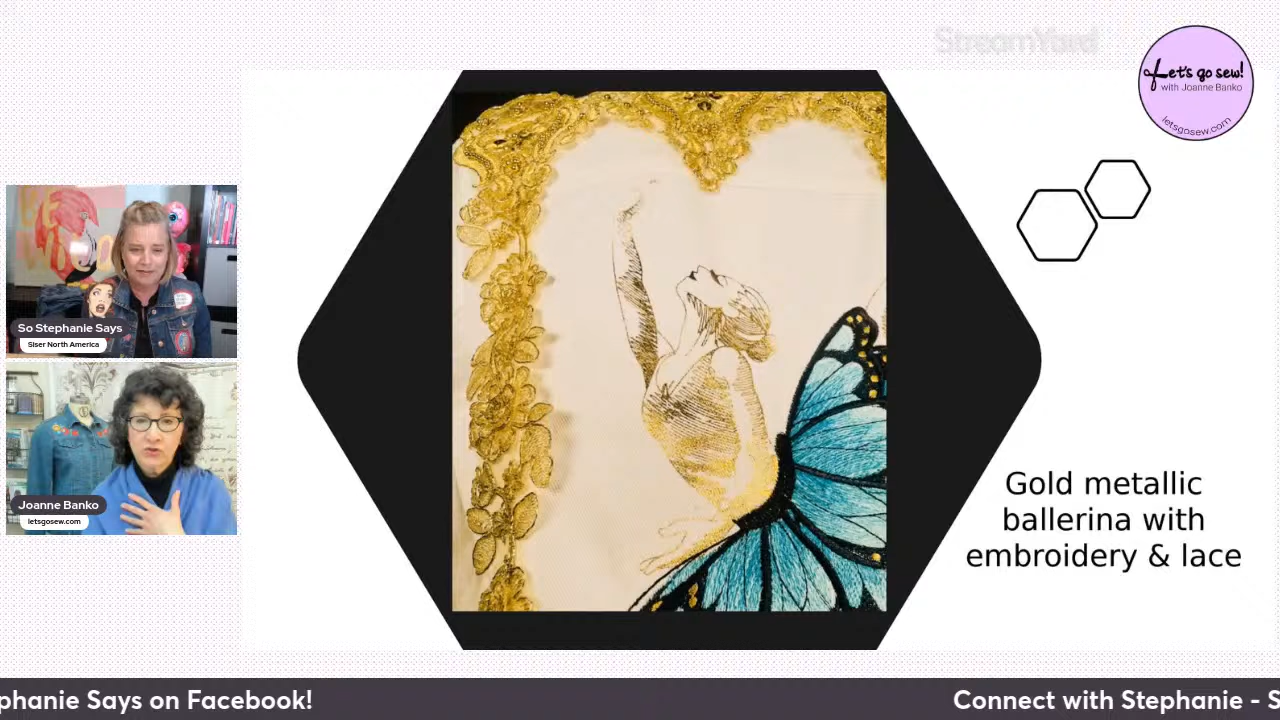 StreamYard
Let's go sew!
with Joanne Banko
letsgosew.com
So Stephanie Says
Siser North America
Joanne Banko
letsgosew.com
Gold metallic
ballerina with
embroidery & lace
phanie Says on Facebook!
Connect with Stephanie - S